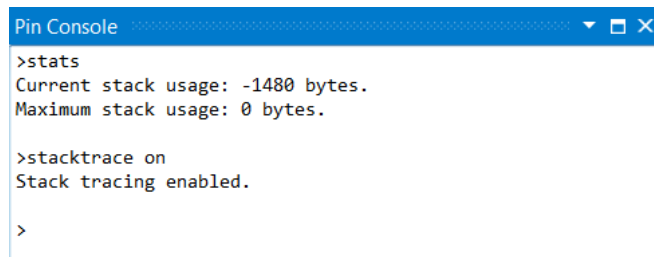 Pin Console
>stats
Current stack usage: -1480 bytes.
Maximum stack usage: 0 bytes.
>stacktrace on
Stack tracing enabled.
>